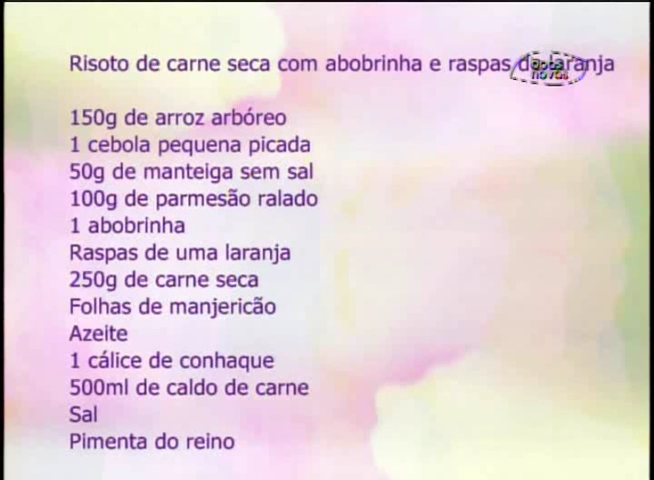 Risoto de carne seca com abobrinha e raspas de laranja
150g de arroz arbóreo
1 cebola pequena picada
50g de manteiga sem sal
100g de parmesão ralado
1 abobrinha
Raspas de uma laranja
250g de carne seca
Folhas de manjericão
Azeite
1 cálice de conhaque
500ml de caldo de carne
Sal
Pimenta do reino